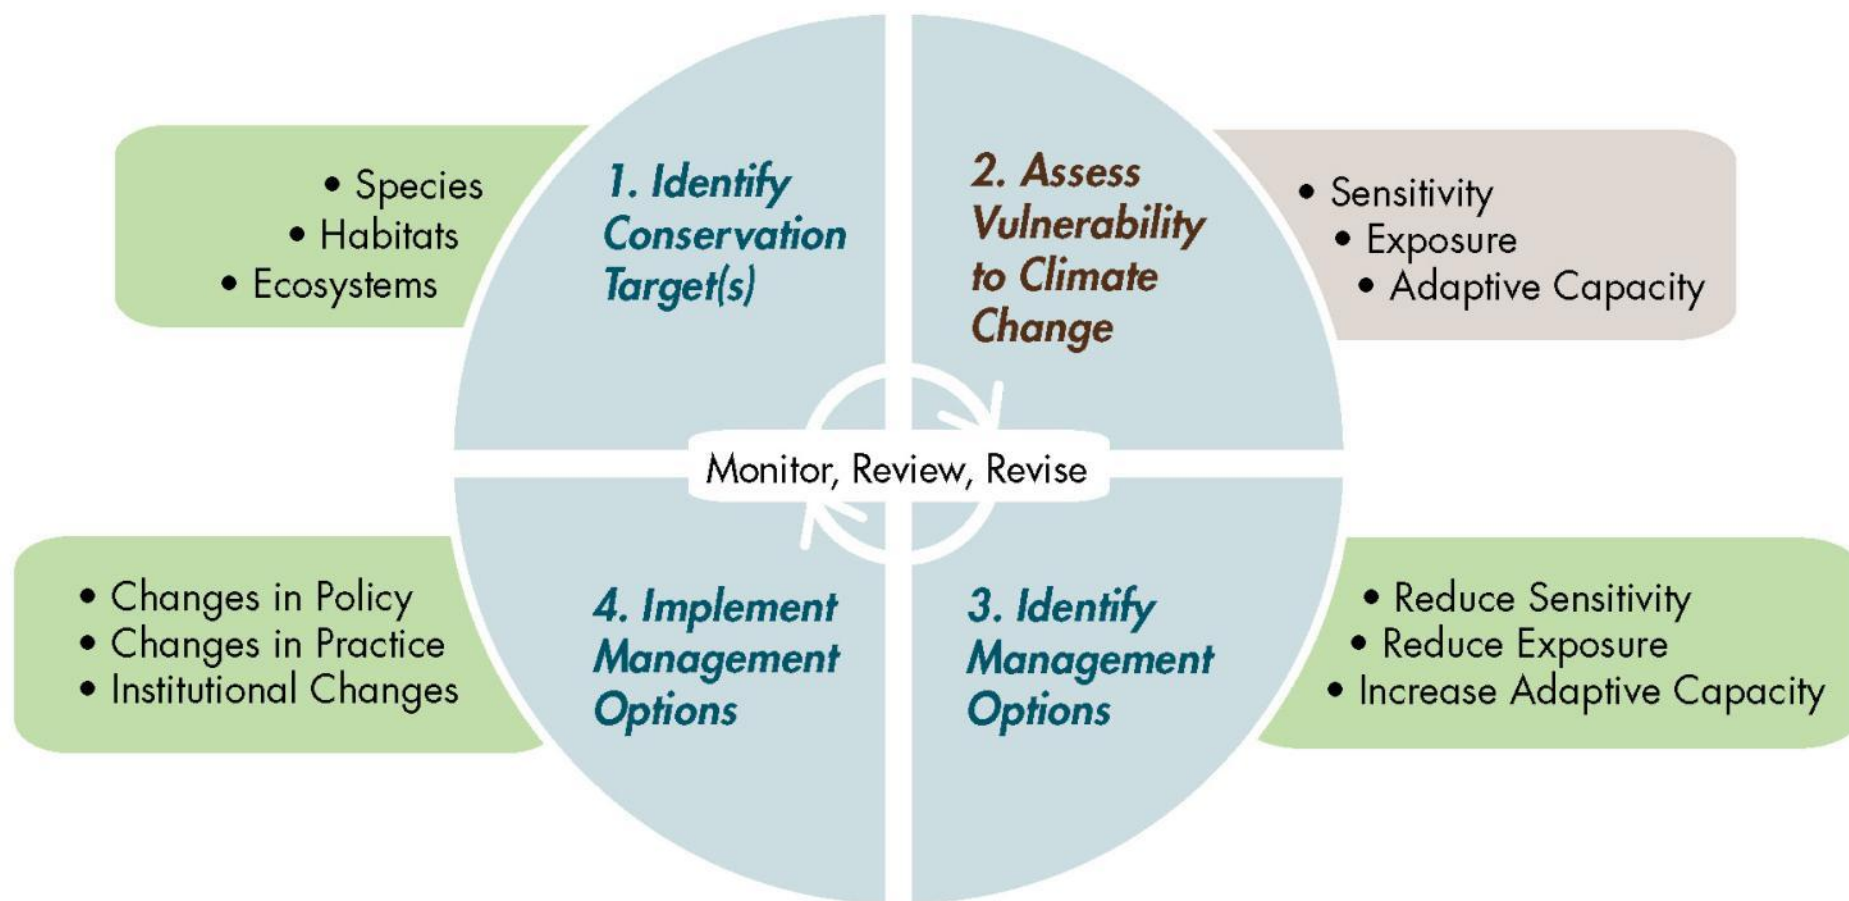 • Species
• Habitats
• Ecosystems
1. Identify
Conservation
Target(s)
2. Assess
Vulnerability
to Climate
Change
• Sensitivity
• Exposure
• Adaptive Capacity
Monitor, Review, Revise
• Changes in Policy
• Changes in Practice
• Institutional Changes
4. Implement
Management
Options
3. Identify
Management
Options
• Reduce Sensitivity
• Reduce Exposure
• Increase Adaptive Capacity